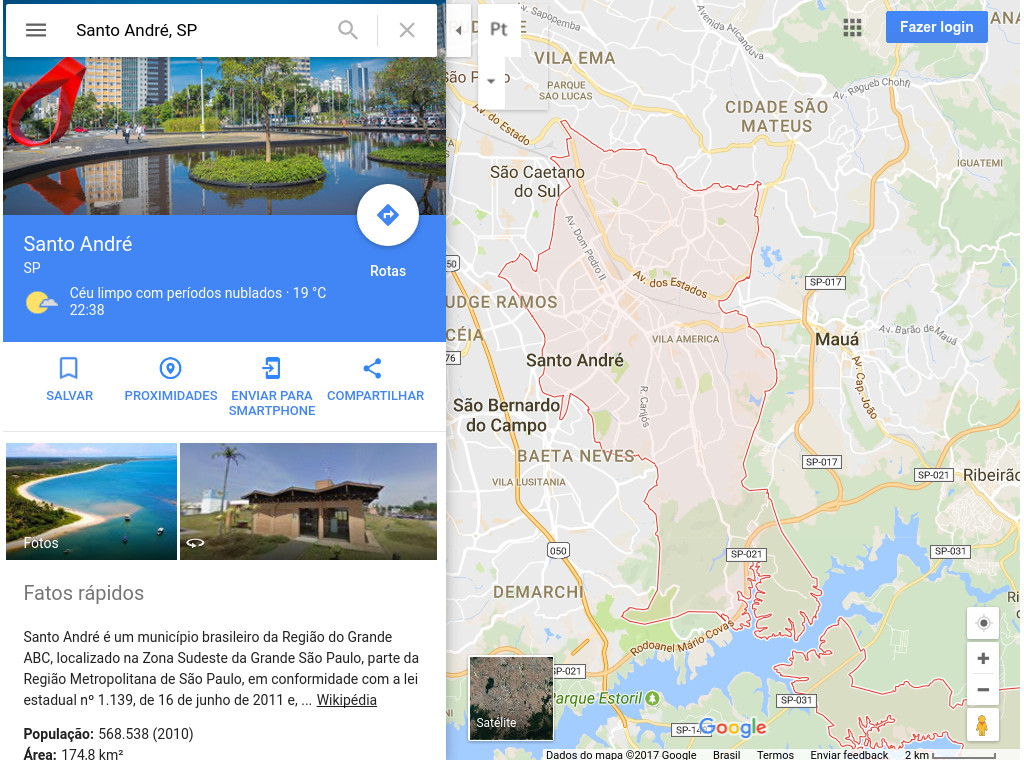 Santo André, SP
Santo André
SP
Rotas
Céu limpo com períodos nublados · 19 °C
22:38
SALVAR
PROXIMIDADES
ENVIAR PARA
SMARTPHONE
COMPARTILHAR
Fotos
Fatos rápidos
Santo André é um município brasileiro da Região do Grande
ABC, localizado na Zona Sudeste da Grande São Paulo, parte da
Região Metropolitana de São Paulo, em conformidade com a lei
estadual nº 1.139, de 16 de junho de 2011 e, ... Wikipédia
População: 568.538 (2010)
Área: 174,8 km²
Pt
Fazer login
Av. Sapopemba
VILA EMA
PARQUE
SÃO LUCAS
Av. do Estado
CIDADE SÃO
MATEUS
Av. Ragueb Chohfi
IGUATEMI
São Caetano
do Sul
Av. Dom Pedro II
50
UDGE RAMOS
CÉIA
76
Av. dos Estados
SP-017
VILA AMERICA
Mauá
Av. Barão de Mauá
Santo André
Av. Cap. João
R. Carijós
São Bernardo
do Campo
BAETA NEVES
SP-017
SP-021
Ribeirão
VILA LUSITANIA
050
SP-021
SP-031
DEMARCHI
Rodoanel Mário Covas
SP-021
Parque Estoril
SP-031
SP-14
Google
Satélite
Dados do mapa ©2017 Google
Brasil
Termos
Enviar feedback
2 km